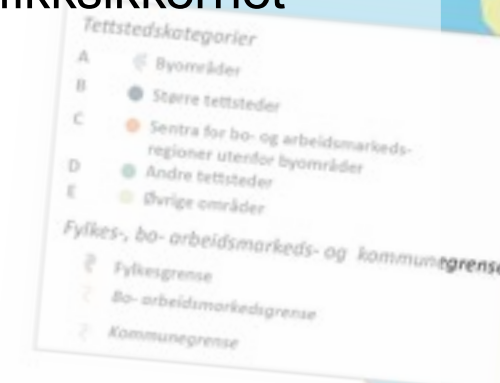 Tettstedskategorier
A Byområder
B Større tettsteder
C Sentra for bo- og arbeidsmarkeds-
regioner utenfor byområder
D Andre tettsteder
E Øvrige områder
Fylkes-, bo- arbeidsmarkeds- og kommunegrense
Fylkesgrense
Bo- arbeidsmarkedsgrense
Kommunegrense